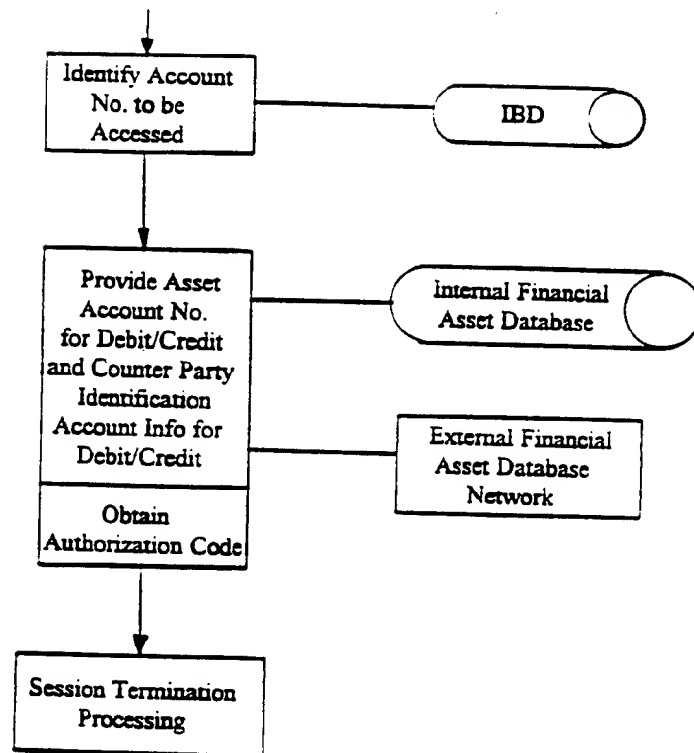 Identify Account
No. to be
Accessed
IBD
Provide Asset
Account No.
for Debit/Credit
and Counter Party
Identification
Account Info for
Debit/Credit
Internal Financial
Asset Database
External Financial
Asset Database
Network
Obtain
Authorization Code
Session Termination
Processing